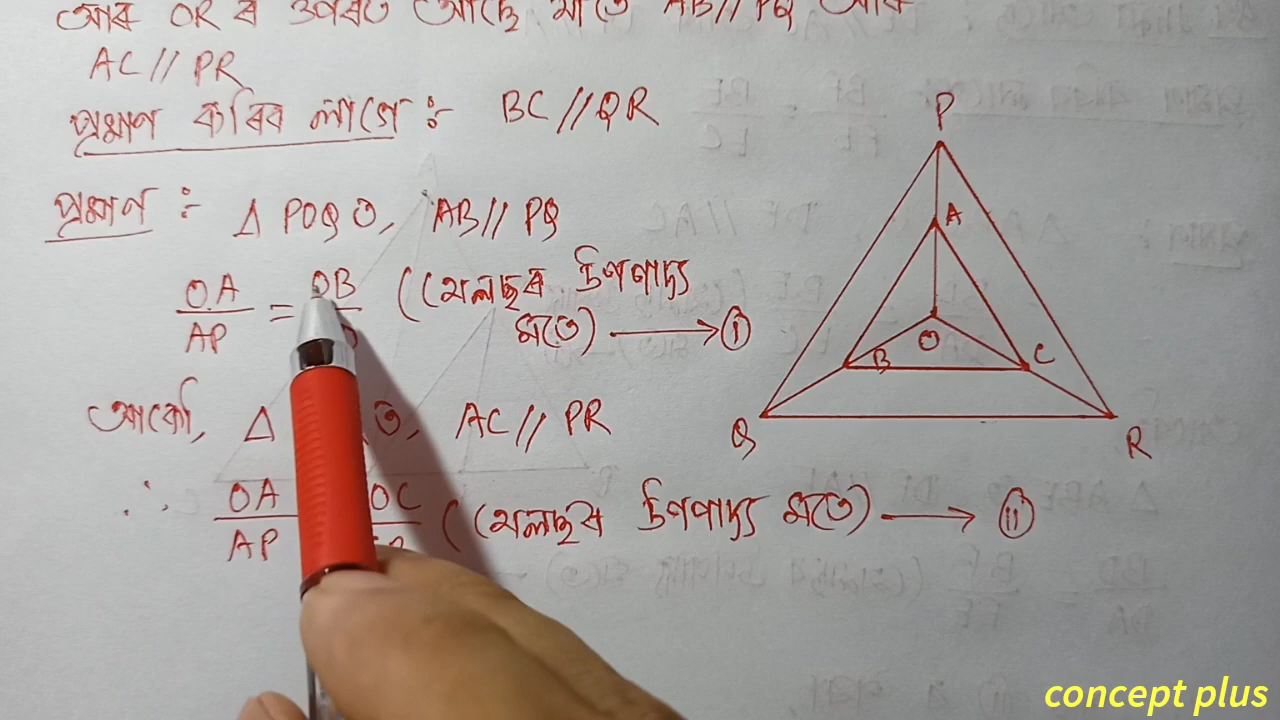 আৰু OR ৰ ওপৰত আছে যাতে AB//PQ আৰু
AC//PR
প্ৰমাণ কৰিব লাগে :- BC//QR
প্ৰমাণ :- Δ POQ ত, AB//PQ
OA/AP = OB/ (থেলছৰ উপপাদ্য
মতে) ⟶ (i)
আকৌ, Δ ত, AC//PR
∴ OA/AP OC/ (থেলছৰ উপপাদ্য মতে) ⟶ (ii)
P
A
O
B
C
Q
R
concept plus